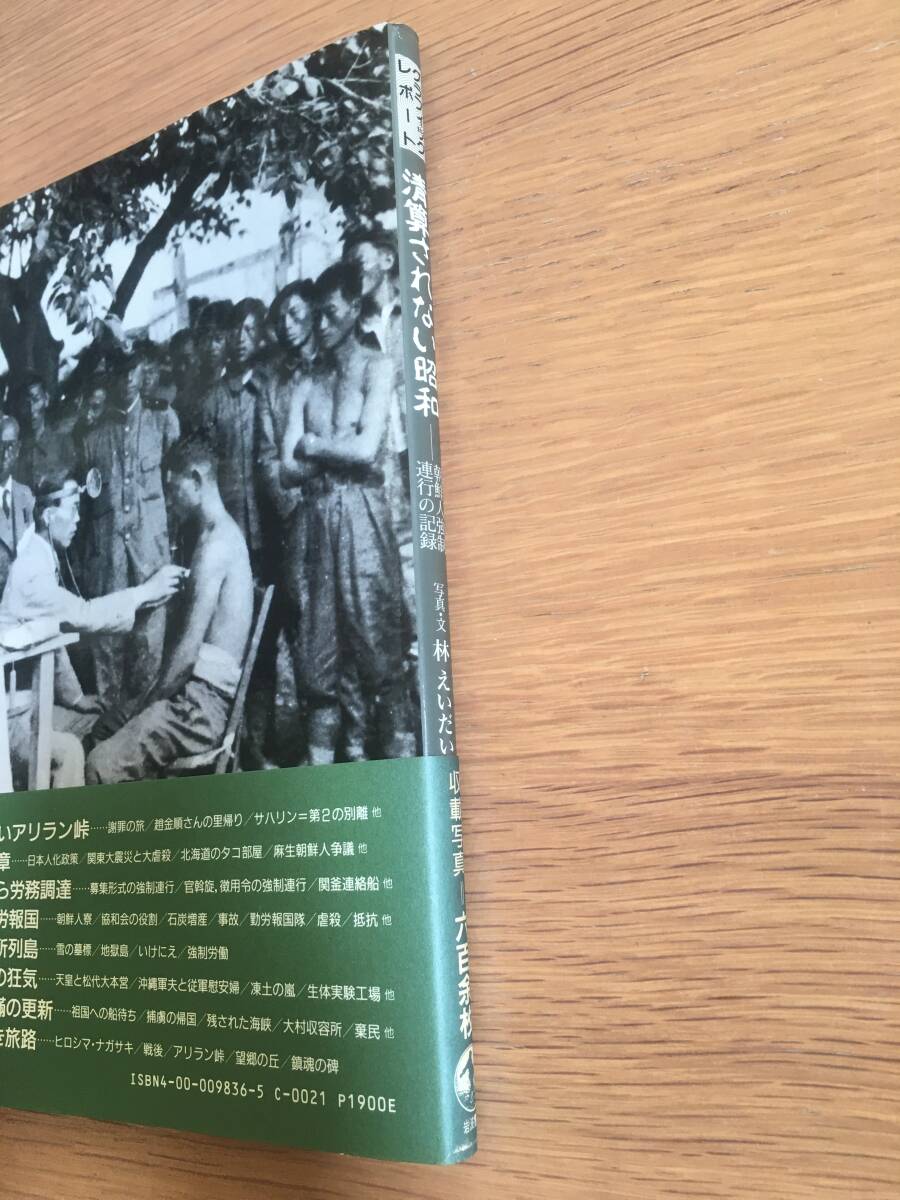 グラフィック
レポート
清算されない昭和
朝鮮人強制
連行の記録
写真・文 林 えいだい
収載写真=六百余枚
いアリラン峠……謝罪の旅/趙金順さんの里帰り/サハリン=第2の別離 他
章……日本人化政策/関東大震災と大虐殺/北海道のタコ部屋/麻生朝鮮人争議 他
ら労務調達……募集形式の強制連行/官斡旋,徴用令の強制連行/関釜連絡船 他
労報国……朝鮮人寮/協和会の役割/石炭増産/事故/勤労報国隊/虐殺/抵抗 他
所列島……雪の墓標/地獄島/いけにえ/強制労働
の狂気……天皇と松代大本営/沖縄軍夫と従軍慰安婦/凍土の嵐/生体実験工場 他
の更新……祖国への船待ち/捕虜の帰国/残された海峡/大村収容所/棄民 他
旅路……ヒロシマ・ナガサキ/戦後/アリラン峠/望郷の丘/鎮魂の碑
ISBN4-00-009836-5 C-0021 P1900E
岩波